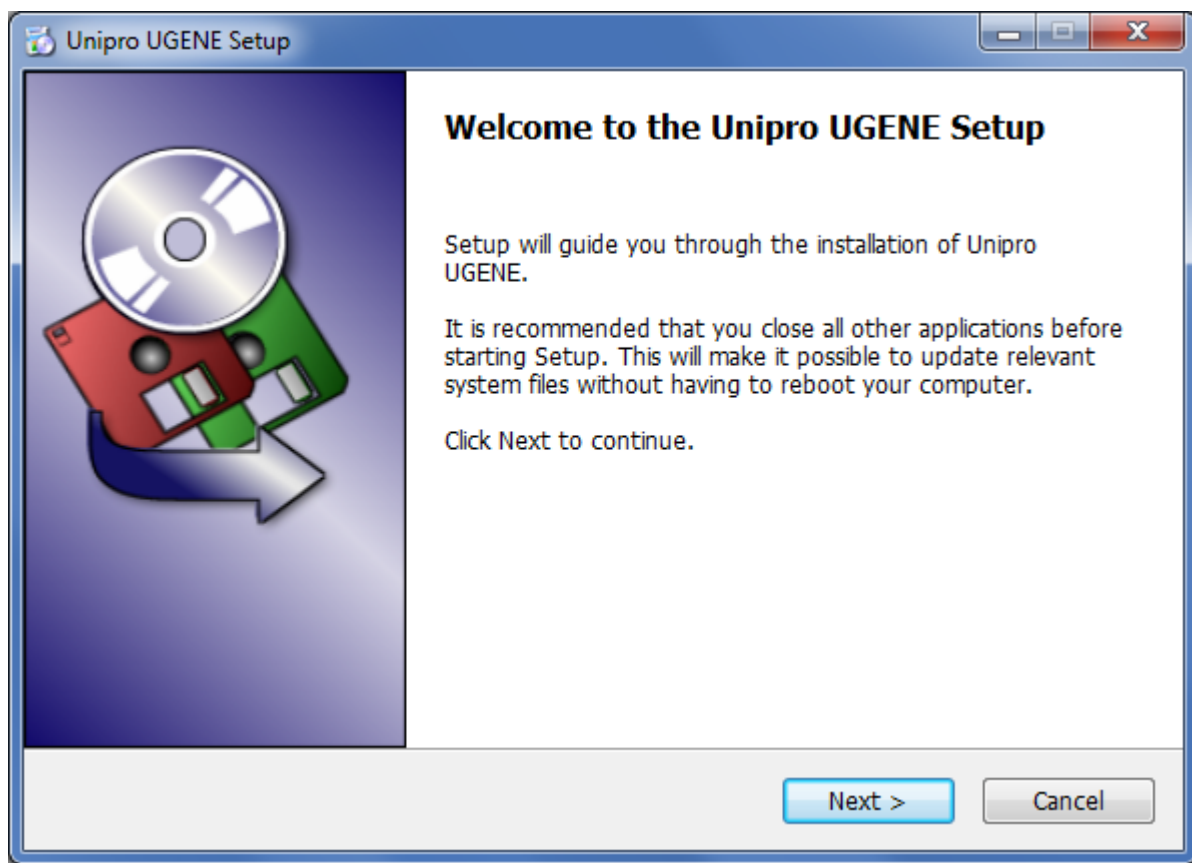 Unipro UGENE Setup
Welcome to the Unipro UGENE Setup
Setup will guide you through the installation of Unipro
UGENE.
It is recommended that you close all other applications before
starting Setup. This will make it possible to update relevant
system files without having to reboot your computer.
Click Next to continue.
Next >
Cancel